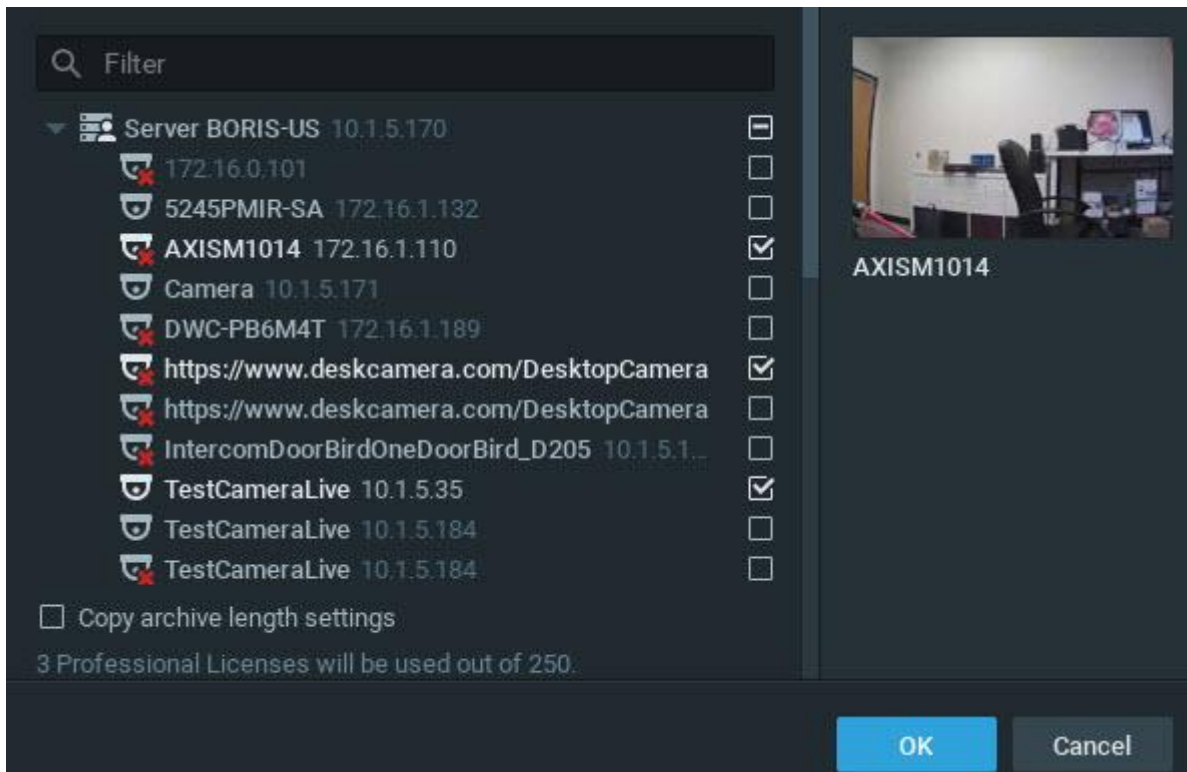 Filter
Server BORIS-US 10.1.5.170
172.16.0.101
5245PMIR-SA 172.16.1.132
AXISM1014 172.16.1.110
Camera 10.1.5.171
DWC-PB6M4T 172.16.1.189
https://www.deskcamera.com/DesktopCamera
https://www.deskcamera.com/DesktopCamera
IntercomDoorBirdOneDoorBird_D205 10.1.5.1...
TestCameraLive 10.1.5.35
TestCameraLive 10.1.5.184
TestCameraLive 10.1.5.184
Copy archive length settings
3 Professional Licenses will be used out of 250.
AXISM1014
OK Cancel